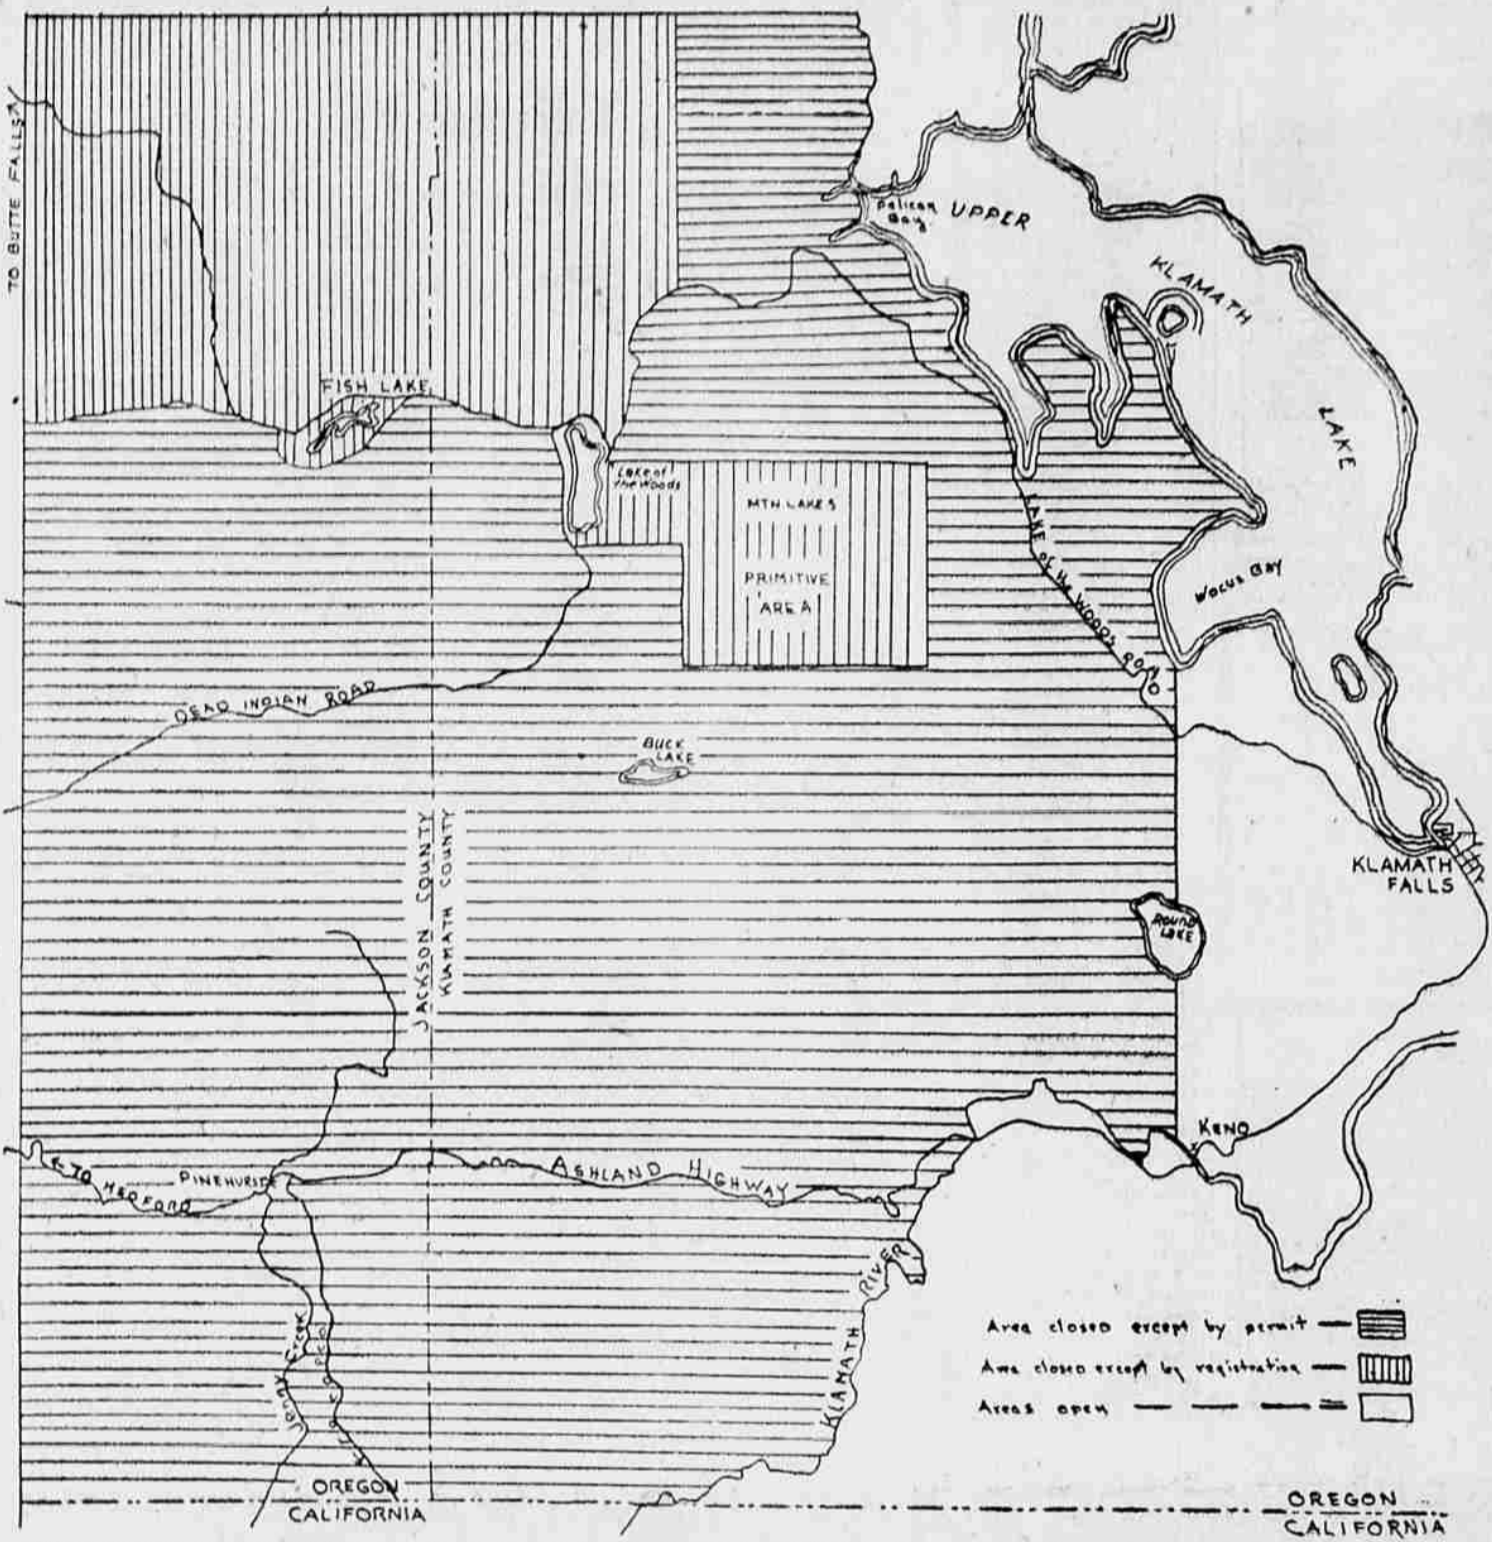 TO BUTTE FALLS
Pelican
Bay
UPPER
KLAMATH
LAKE
FISH LAKE
Lake of
the Woods
MTN. LAKES
PRIMITIVE
AREA
LAKE of the WOODS ROAD
Wocus Bay
DEAD INDIAN ROAD
BUCK
LAKE
JACKSON COUNTY
KLAMATH COUNTY
KLAMATH
FALLS
ROUND
LAKE
KENO
← TO MEDFORD
PINEHURST
ASHLAND HIGHWAY
KLAMATH RIVER
Jenny Creek
Area closed except by permit
Area closed except by registration
Areas open
OREGON
CALIFORNIA
OREGON
CALIFORNIA